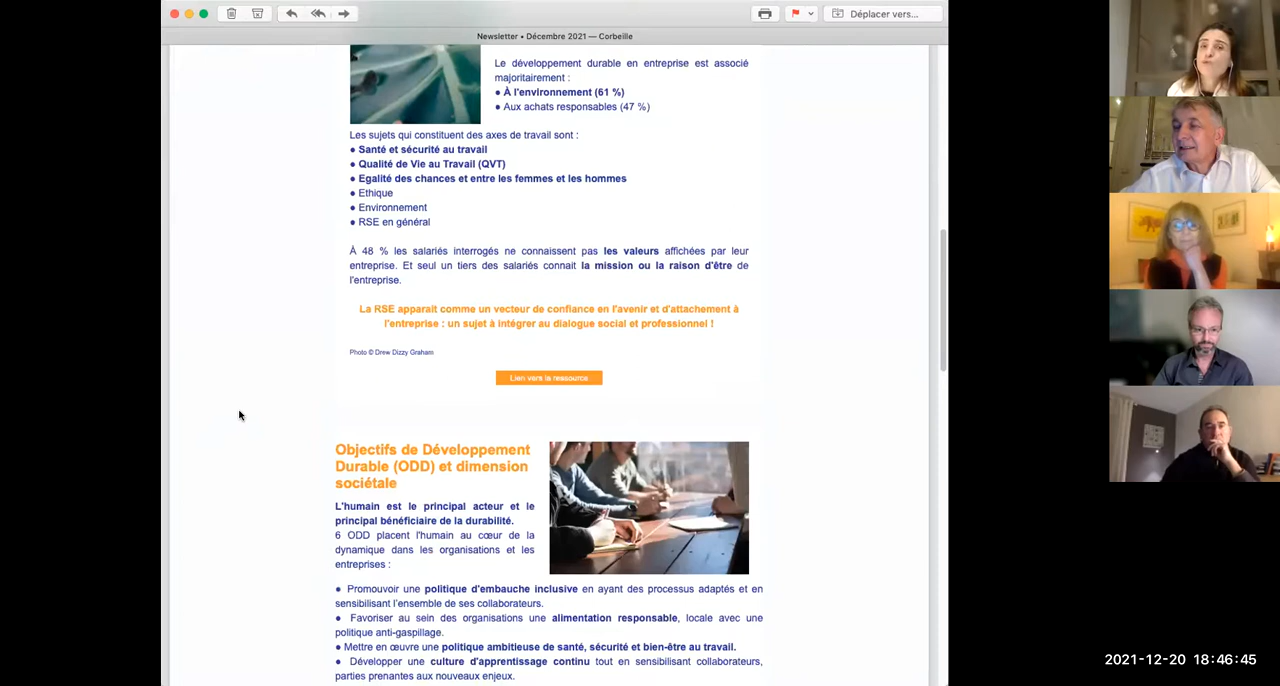 Déplacer vers...
Newsletter • Décembre 2021 — Corbeille
Le développement durable en entreprise est associé
majoritairement :
● À l'environnement (61 %)
● Aux achats responsables (47 %)
Les sujets qui constituent des axes de travail sont :
● Santé et sécurité au travail
● Qualité de Vie au Travail (QVT)
● Egalité des chances et entre les femmes et les hommes
● Ethique
● Environnement
● RSE en général
À 48 % les salariés interrogés ne connaissent pas les valeurs affichées par leur
entreprise. Et seul un tiers des salariés connait la mission ou la raison d'être de
l'entreprise.
La RSE apparait comme un vecteur de confiance en l'avenir et d'attachement à
l'entreprise : un sujet à intégrer au dialogue social et professionnel !
Photo © Drew Dizzy Graham
Lien vers la ressource
Objectifs de Développement
Durable (ODD) et dimension
sociétale
L'humain est le principal acteur et le
principal bénéficiaire de la durabilité.
6 ODD placent l'humain au cœur de la
dynamique dans les organisations et les
entreprises :
● Promouvoir une politique d'embauche inclusive en ayant des processus adaptés et en
sensibilisant l'ensemble de ses collaborateurs.
● Favoriser au sein des organisations une alimentation responsable, locale avec une
politique anti-gaspillage.
● Mettre en œuvre une politique ambitieuse de santé, sécurité et bien-être au travail.
● Développer une culture d'apprentissage continu tout en sensibilisant collaborateurs,
parties prenantes aux nouveaux enjeux.
2021-12-20 18:46:45